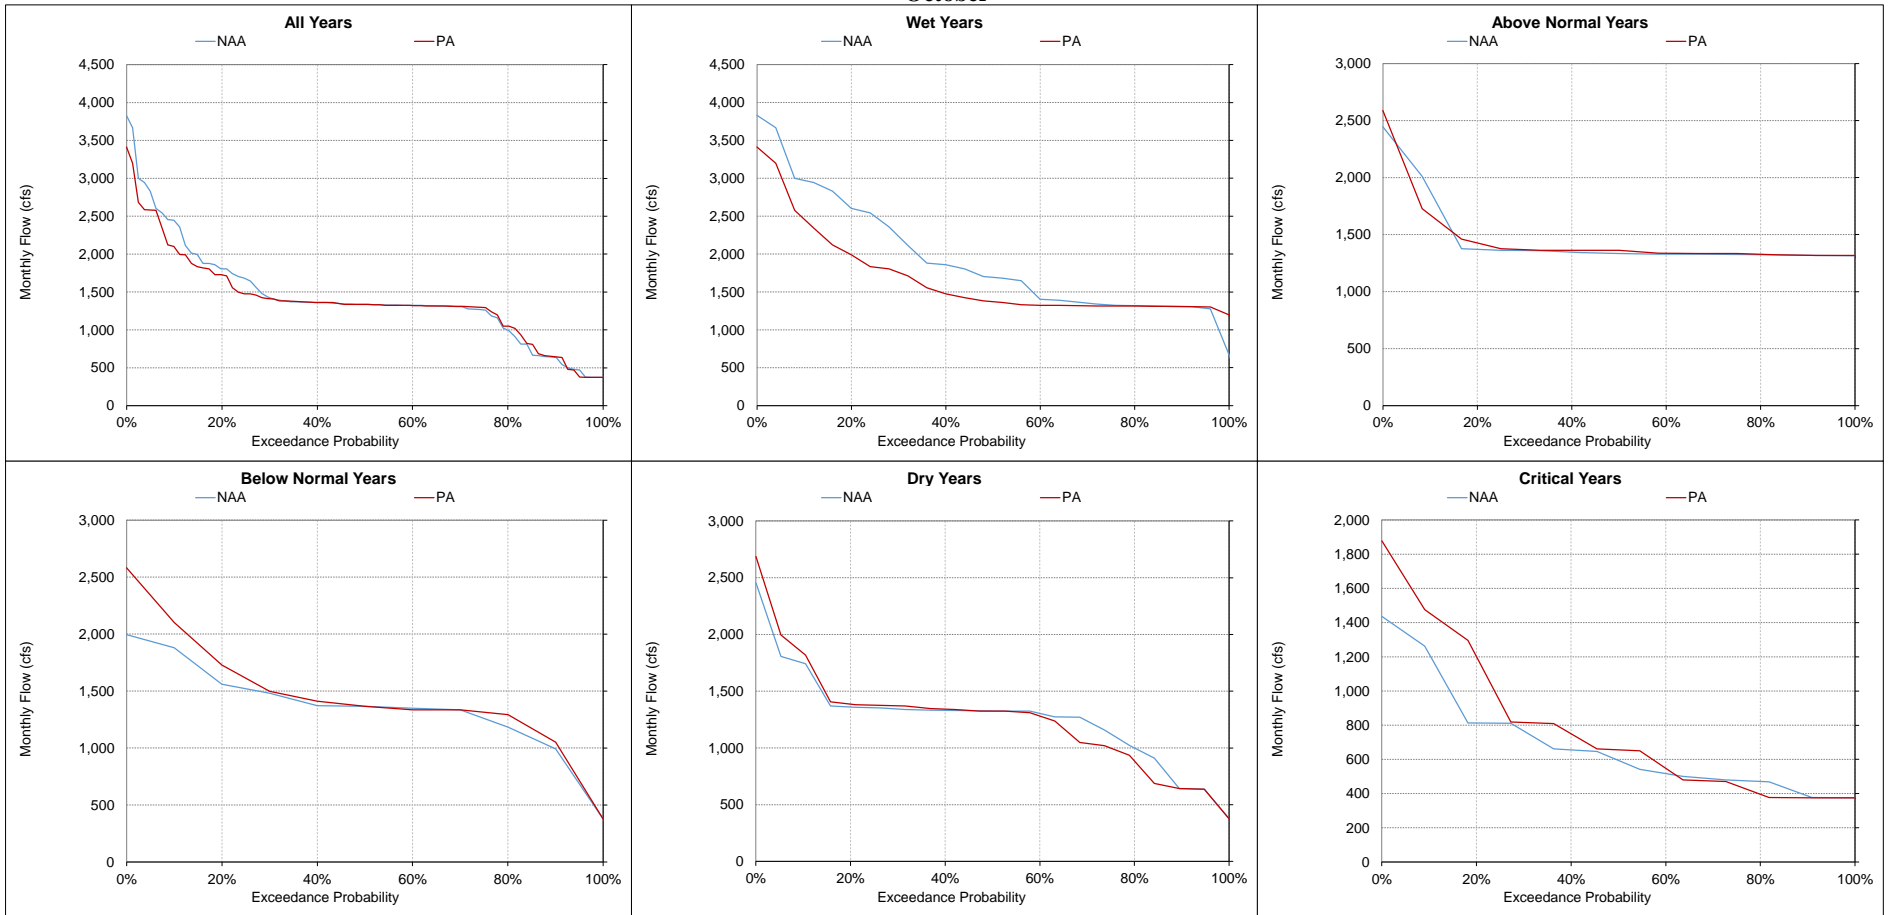 October
All Years
NAA PA
4,500
4,000
3,500
3,000
2,500
2,000
1,500
1,000
500
0
Monthly Flow (cfs)
0% 20% 40% 60% 80% 100%
Exceedance Probability
Wet Years
NAA PA
4,500
4,000
3,500
3,000
2,500
2,000
1,500
1,000
500
0
Monthly Flow (cfs)
0% 20% 40% 60% 80% 100%
Exceedance Probability
Above Normal Years
NAA PA
3,000
2,500
2,000
1,500
1,000
500
0
Monthly Flow (cfs)
0% 20% 40% 60% 80% 100%
Exceedance Probability
Below Normal Years
NAA PA
3,000
2,500
2,000
1,500
1,000
500
0
Monthly Flow (cfs)
0% 20% 40% 60% 80% 100%
Exceedance Probability
Dry Years
NAA PA
3,000
2,500
2,000
1,500
1,000
500
0
Monthly Flow (cfs)
0% 20% 40% 60% 80% 100%
Exceedance Probability
Critical Years
NAA PA
2,000
1,800
1,600
1,400
1,200
1,000
800
600
400
200
0
Monthly Flow (cfs)
0% 20% 40% 60% 80% 100%
Exceedance Probability